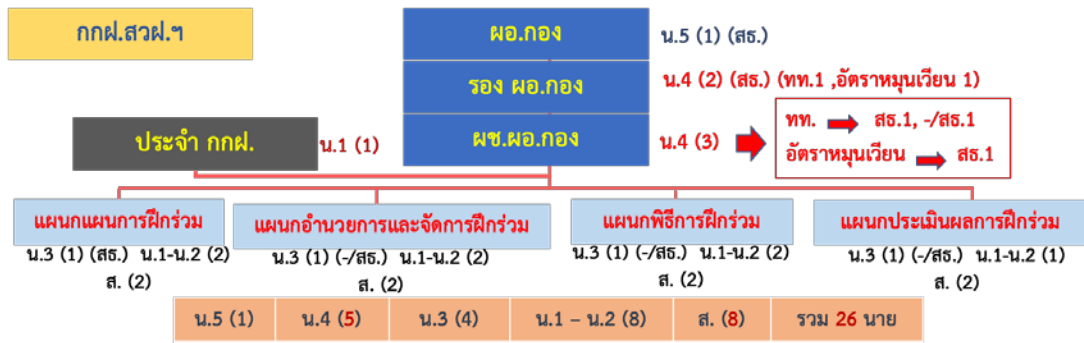 กกฝ.สวฝ.ฯ
ผอ.กอง
น.5 (1) (สธ.)
รอง ผอ.กอง
น.4 (2) (สธ.) (ทท.1 ,อัตราหมุนเวียน 1)
ประจำ กกฝ.
น.1 (1)
ผช.ผอ.กอง
น.4 (3)
ทท. สธ.1, -/สธ.1
อัตราหมุนเวียน สธ.1
แผนกแผนการฝึกร่วม
น.3 (1) (สธ.) น.1-น.2 (2)
ส. (2)
แผนกอำนวยการและจัดการฝึกร่วม
น.3 (1) (-/สธ.) น.1-น.2 (2)
ส. (2)
แผนกพิธีการฝึกร่วม
น.3 (1) (-/สธ.) น.1-น.2 (2)
ส. (2)
แผนกประเมินผลการฝึกร่วม
น.3 (1) (-/สธ.) น.1-น.2 (1)
ส. (2)
น.5 (1) น.4 (5) น.3 (4) น.1 – น.2 (8) ส. (8) รวม 26 นาย